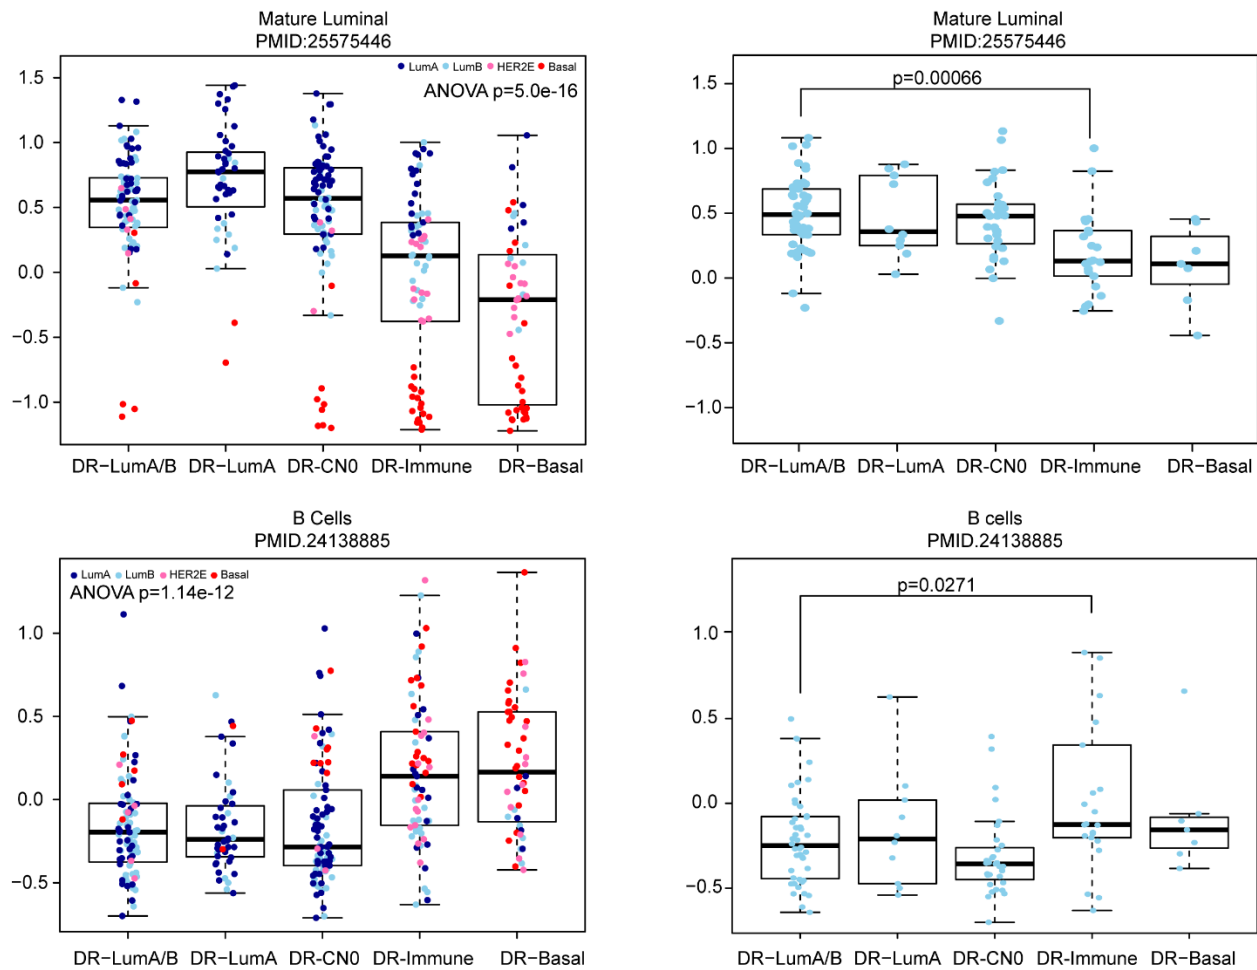 Mature Luminal
PMID:25575446
LumA LumB HER2E Basal
ANOVA p=5.0e-16
1.5
1.0
0.5
0.0
−0.5
−1.0
DR−LumA/B DR−LumA DR-CN0 DR-Immune DR−Basal
Mature Luminal
PMID:25575446
p=0.00066
1.5
1.0
0.5
0.0
−0.5
−1.0
DR−LumA/B DR−LumA DR−CN0 DR−Immune DR−Basal
B Cells
PMID.24138885
LumA LumB HER2E Basal
ANOVA p=1.14e-12
1.0
0.5
0.0
−0.5
DR−LumA/B DR−LumA DR−CN0 DR-Immune DR−Basal
B cells
PMID.24138885
p=0.0271
1.0
0.5
−0.0
−0.5
DR−LumA/B DR−LumA DR−CN0 DR−Immune DR−Basal